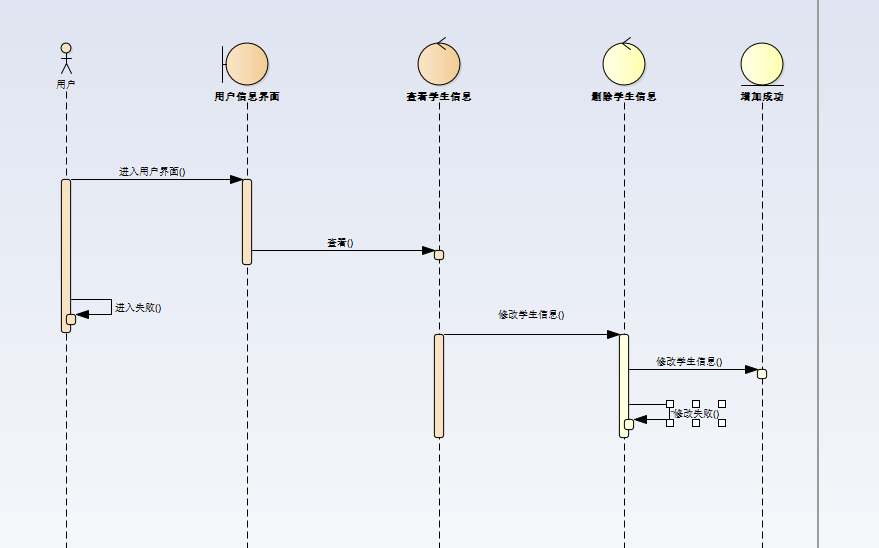 用户
用户信息界面
查看学生信息
删除学生信息
增加成功
进入用户界面()
查看()
进入失败()
修改学生信息()
修改学生信息()
修改失败()